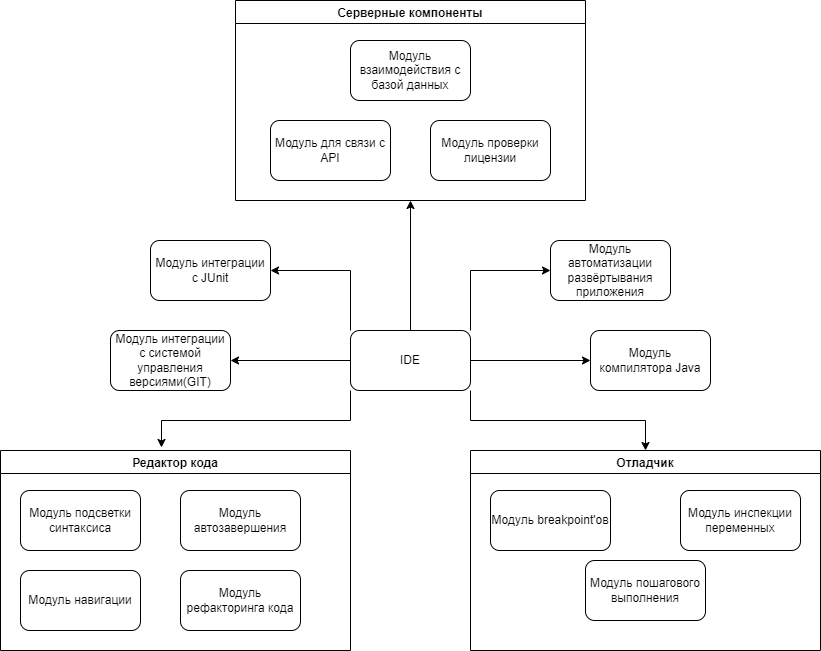 Серверные компоненты
Модуль
взаимодействия с
базой данных
Модуль для связи с
API
Модуль проверки
лицензии
Модуль интеграции
с JUnit
Модуль
автоматизации
развёртывания
приложения
Модуль интеграции
с системой
управления
версиями(GIT)
IDE
Модуль
компилятора Java
Редактор кода
Модуль подсветки
синтаксиса
Модуль
автозавершения
Модуль навигации
Модуль
рефакторинга кода
Отладчик
Модуль breakpoint'ов
Модуль инспекции
переменных
Модуль пошагового
выполнения